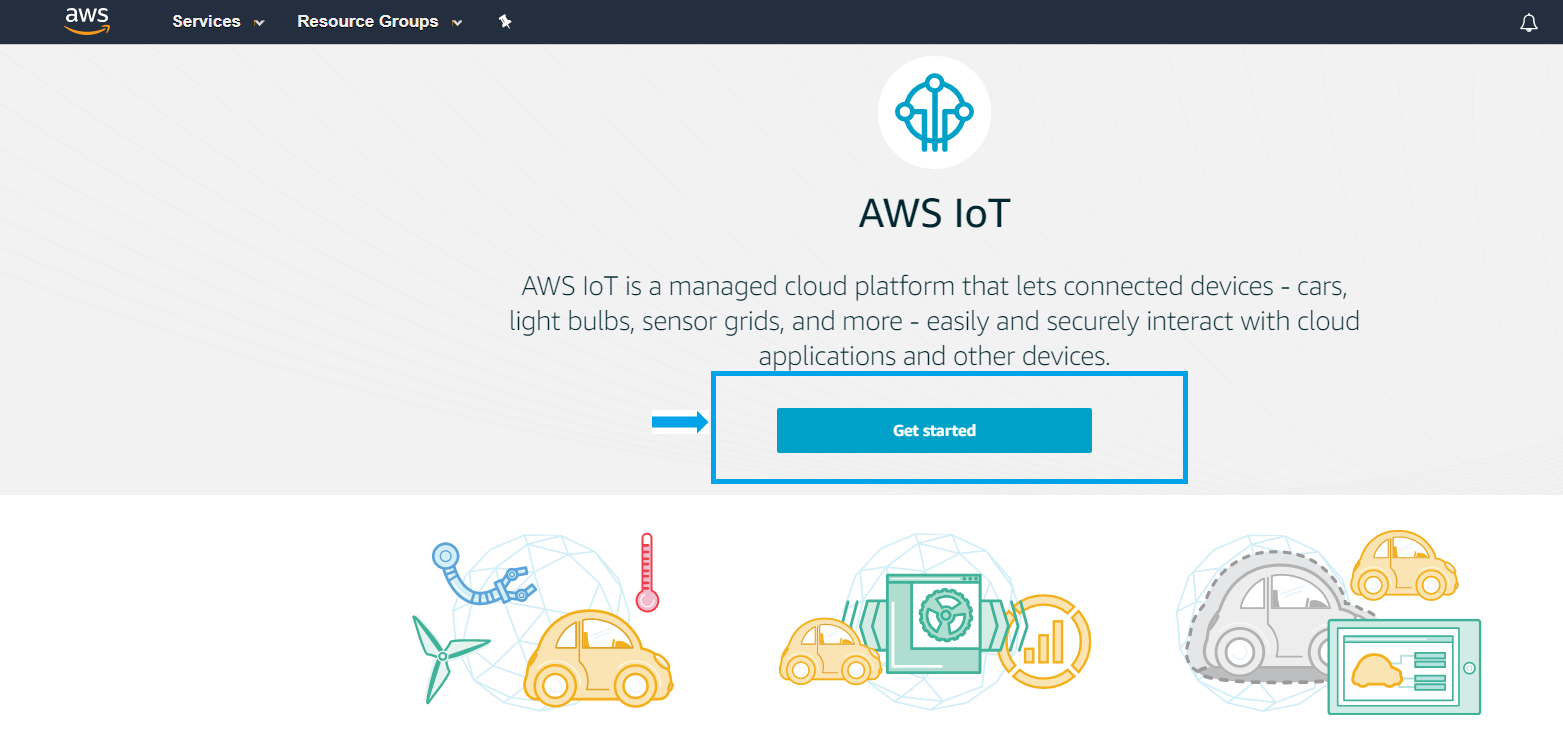 aws Services Resource Groups
AWS IoT
AWS IoT is a managed cloud platform that lets connected devices - cars,
light bulbs, sensor grids, and more - easily and securely interact with cloud
applications and other devices.
Get started